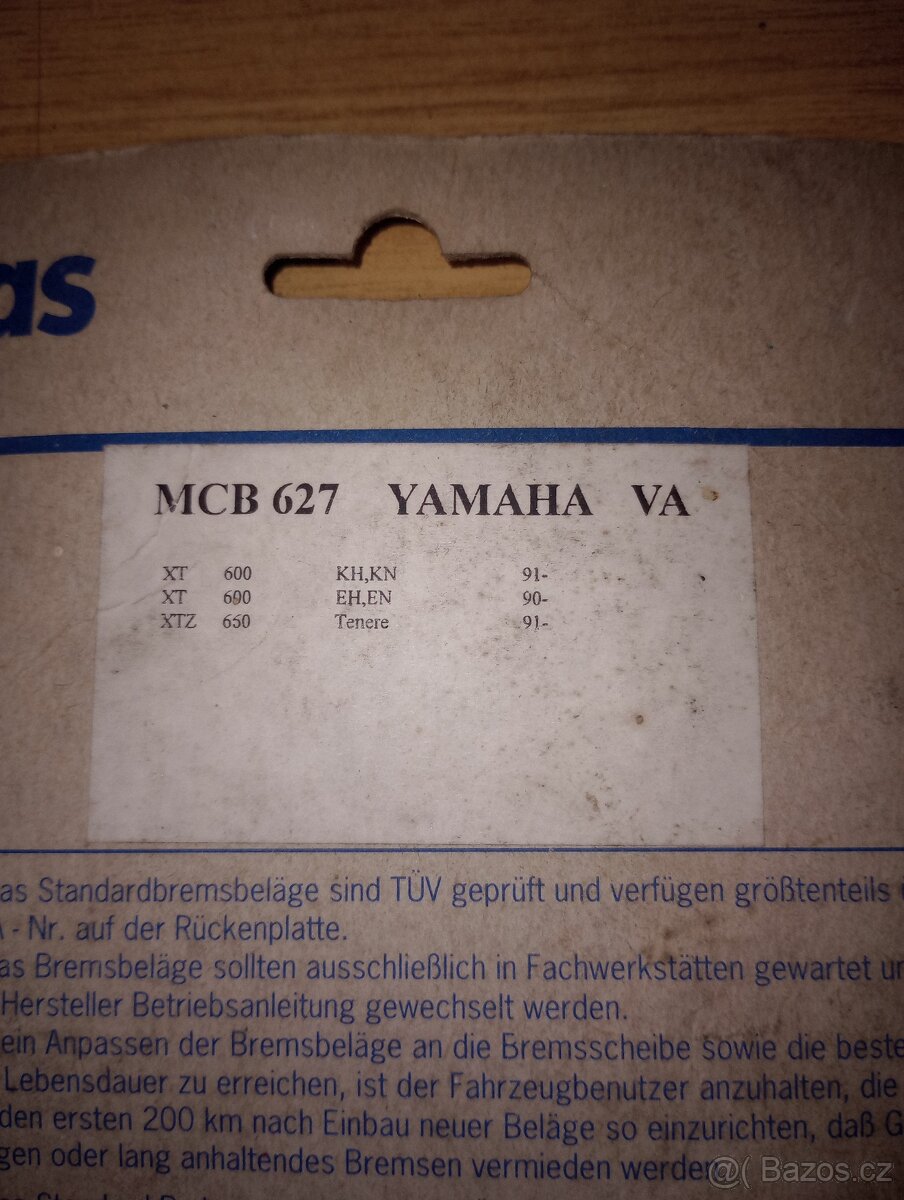 as
MCB 627 YAMAHA VA
XT 600 KH,KN 91-
XT 600 EH,EN 90-
XTZ 660 Tenere 91-
as Standardbremsbeläge sind TÜV geprüft und verfügen größtenteils
- Nr. auf der Rückenplatte.
as Bremsbeläge sollten ausschließlich in Fachwerkstätten gewartet un
Hersteller Betriebsanleitung gewechselt werden.
ein Anpassen der Bremsbeläge an die Bremsscheibe sowie die beste
Lebensdauer zu erreichen, ist der Fahrzeugbenutzer anzuhalten, die
den ersten 200 km nach Einbau neuer Beläge so einzurichten, daß G
gen oder lang anhaltendes Bremsen vermieden werden
Bazos.cz